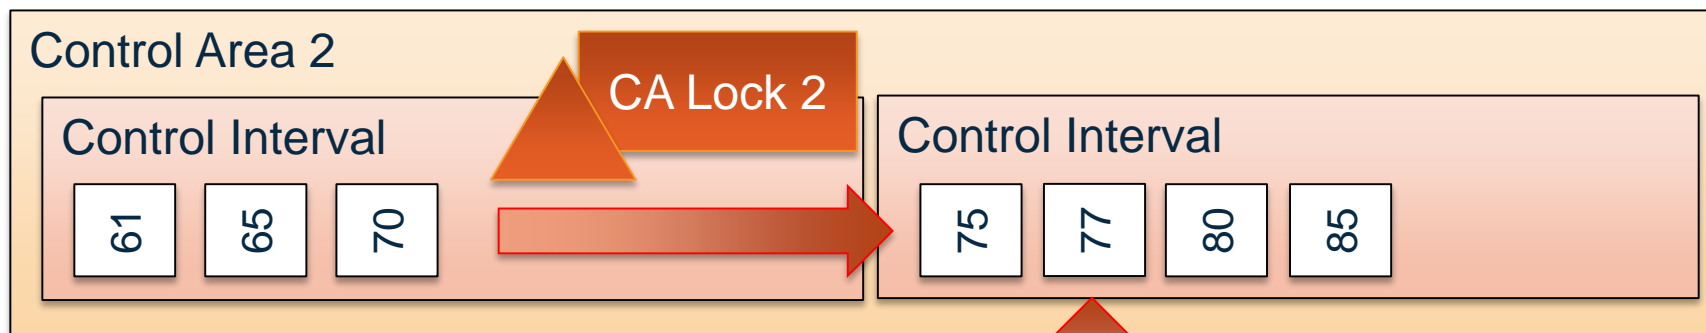 Control Area 2
CA Lock 2
Control Interval
Control Interval
61 65 70
75 77 80 85